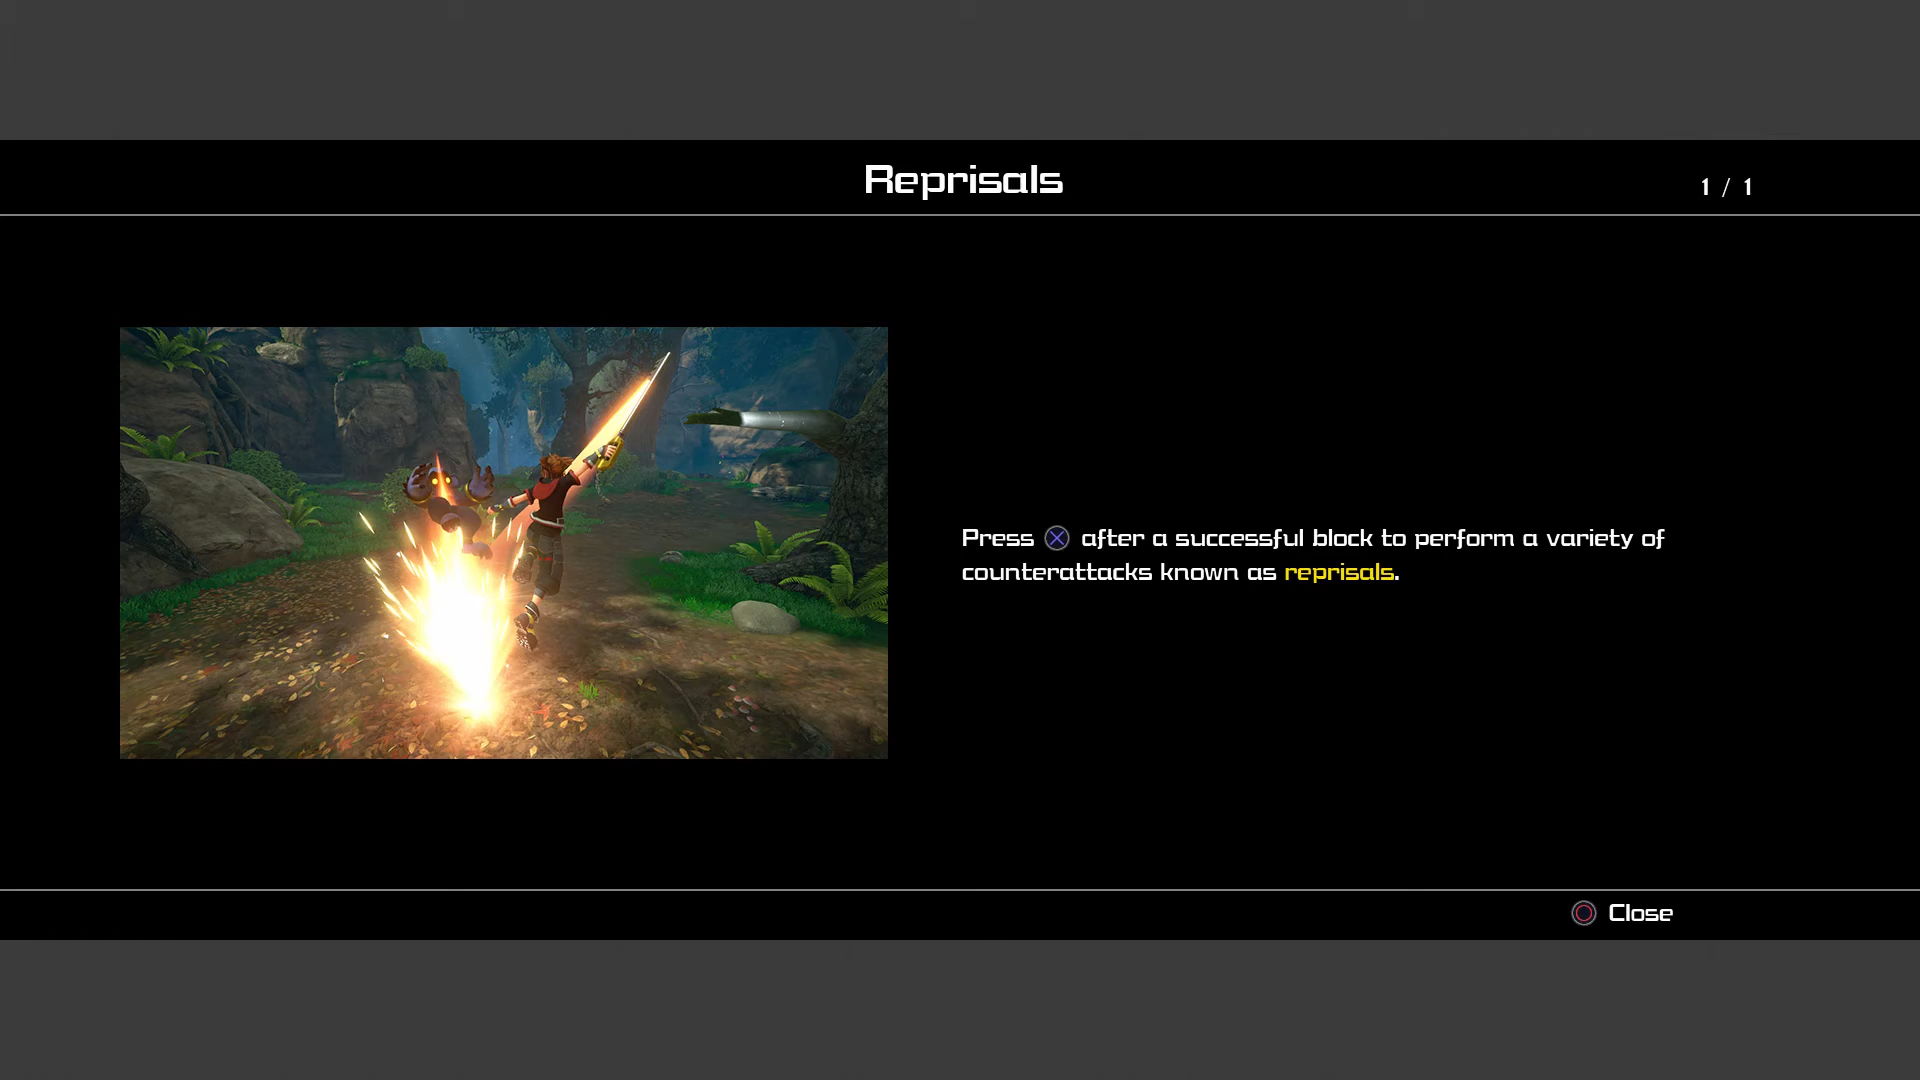 Reprisals
1 / 1
Press ⊗ after a successful block to perform a variety of
counterattacks known as reprisals.
Close